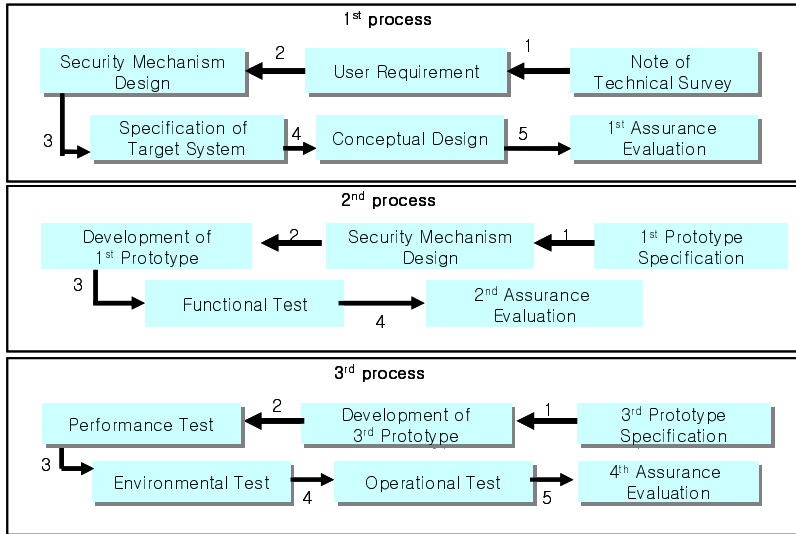 1st process
Security Mechanism
Design
2
User Requirement
1
Note of
Technical Survey
3
Specification of
Target System
4
Conceptual Design
5
1st Assurance
Evaluation
2nd process
Development of
1st Prototype
2
Security Mechanism
Design
1
1st Prototype
Specification
3
Functional Test
4
2nd Assurance
Evaluation
3rd process
Performance Test
2
Development of
3rd Prototype
1
3rd Prototype
Specification
3
Environmental Test
4
Operational Test
5
4th Assurance
Evaluation